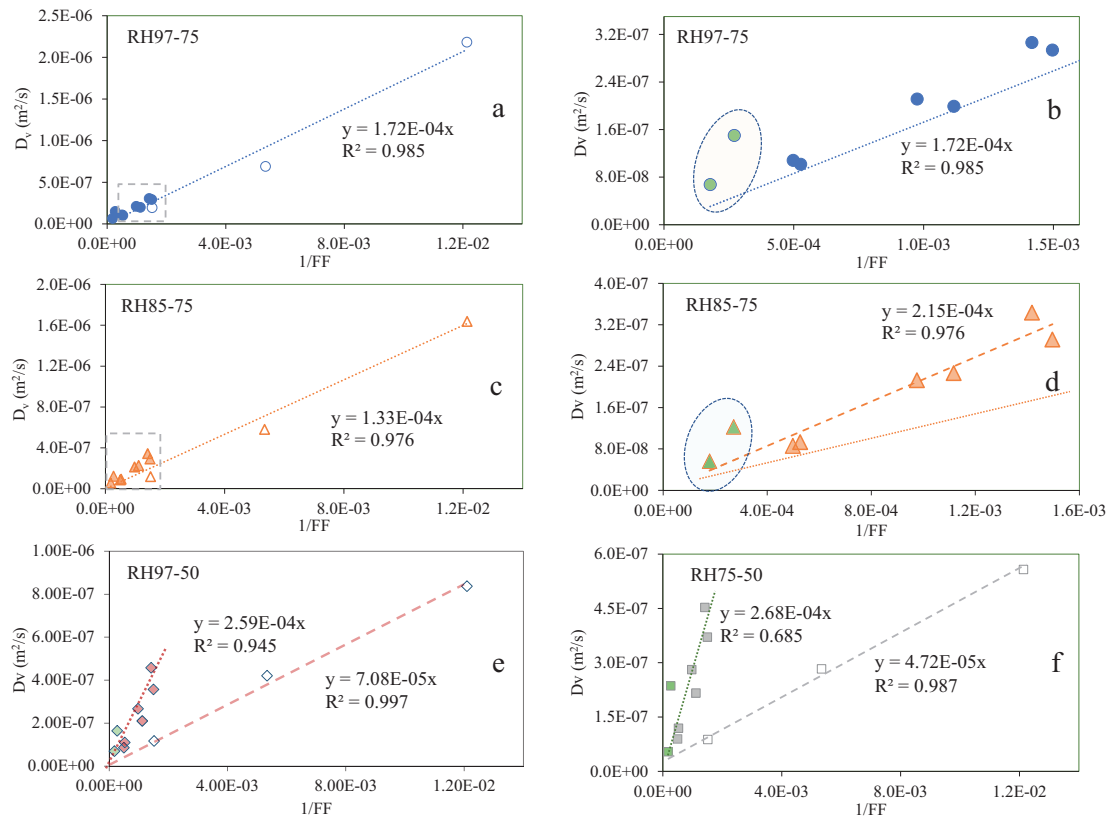 RH97-75
a
y = 1.72E-04x
R² = 0.985
2.5E-06
2.0E-06
1.5E-06
1.0E-06
5.0E-07
0.0E+00
Dᵥ (m²/s)
0.0E+00
4.0E-03
8.0E-03
1.2E-02
1/FF
RH97-75
b
y = 1.72E-04x
R² = 0.985
3.2E-07
2.4E-07
1.6E-07
8.0E-08
0.0E+00
Dv (m²/s)
0.0E+00
5.0E-04
1.0E-03
1.5E-03
1/FF
RH85-75
c
y = 1.33E-04x
R² = 0.976
2.0E-06
1.6E-06
1.2E-06
8.0E-07
4.0E-07
0.0E+00
Dᵥ (m²/s)
0.0E+00
4.0E-03
8.0E-03
1.2E-02
1/FF
RH85-75
y = 2.15E-04x
R² = 0.976
d
4.0E-07
3.2E-07
2.4E-07
1.6E-07
8.0E-08
0.0E+00
Dv (m²/s)
0.0E+00
4.0E-04
8.0E-04
1.2E-03
1.6E-03
1/FF
RH97-50
y = 2.59E-04x
R² = 0.945
e
y = 7.08E-05x
R² = 0.997
1.00E-06
8.00E-07
6.00E-07
4.00E-07
2.00E-07
0.00E+00
Dv (m²/s)
0.0E+00
4.0E-03
8.0E-03
1.2E-02
1/FF
RH75-50
y = 2.68E-04x
R² = 0.685
f
y = 4.72E-05x
R² = 0.987
6.0E-07
4.5E-07
3.0E-07
1.5E-07
0.0E+00
Dv (m²/s)
0.0E+00
4.0E-03
8.0E-03
1.2E-02
1/FF